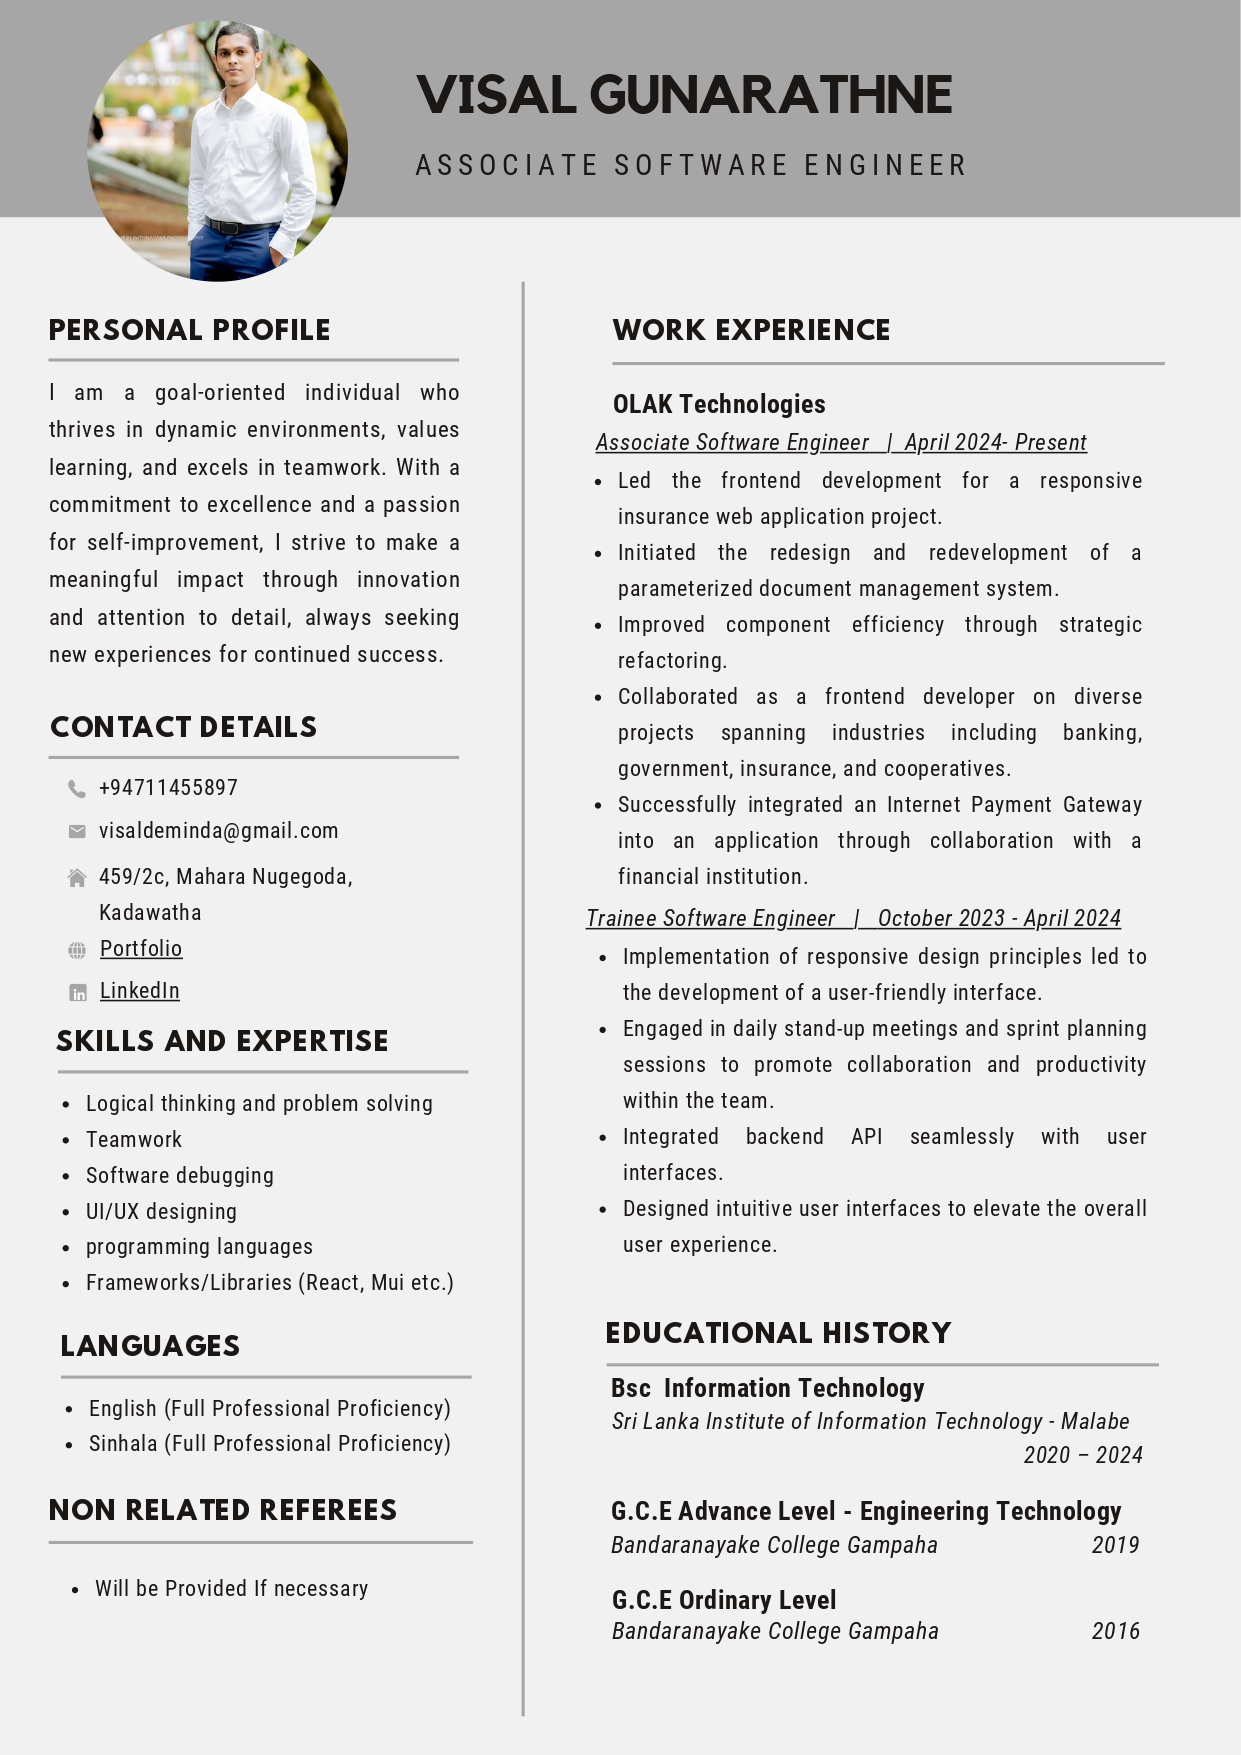 VISAL GUNARATHNE
ASSOCIATE SOFTWARE ENGINEER
PERSONAL PROFILE
I am a goal-oriented individual who
thrives in dynamic environments, values
learning, and excels in teamwork. With a
commitment to excellence and a passion
for self-improvement, I strive to make a
meaningful impact through innovation
and attention to detail, always seeking
new experiences for continued success.
CONTACT DETAILS
+94711455897
visaldeminda@gmail.com
459/2c, Mahara Nugegoda,
Kadawatha
Portfolio
LinkedIn
SKILLS AND EXPERTISE
• Logical thinking and problem solving
• Teamwork
• Software debugging
• UI/UX designing
• programming languages
• Frameworks/Libraries (React, Mui etc.)
LANGUAGES
• English (Full Professional Proficiency)
• Sinhala (Full Professional Proficiency)
NON RELATED REFEREES
• Will be Provided If necessary
WORK EXPERIENCE
OLAK Technologies
Associate Software Engineer | April 2024- Present
• Led the frontend development for a responsive
insurance web application project.
• Initiated the redesign and redevelopment of a
parameterized document management system.
• Improved component efficiency through strategic
refactoring.
• Collaborated as a frontend developer on diverse
projects spanning industries including banking,
government, insurance, and cooperatives.
• Successfully integrated an Internet Payment Gateway
into an application through collaboration with a
financial institution.
Trainee Software Engineer | October 2023 - April 2024
• Implementation of responsive design principles led to
the development of a user-friendly interface.
• Engaged in daily stand-up meetings and sprint planning
sessions to promote collaboration and productivity
within the team.
• Integrated backend API seamlessly with user
interfaces.
• Designed intuitive user interfaces to elevate the overall
user experience.
EDUCATIONAL HISTORY
Bsc Information Technology
Sri Lanka Institute of Information Technology - Malabe
2020 – 2024
G.C.E Advance Level - Engineering Technology
Bandaranayake College Gampaha 2019
G.C.E Ordinary Level
Bandaranayake College Gampaha 2016